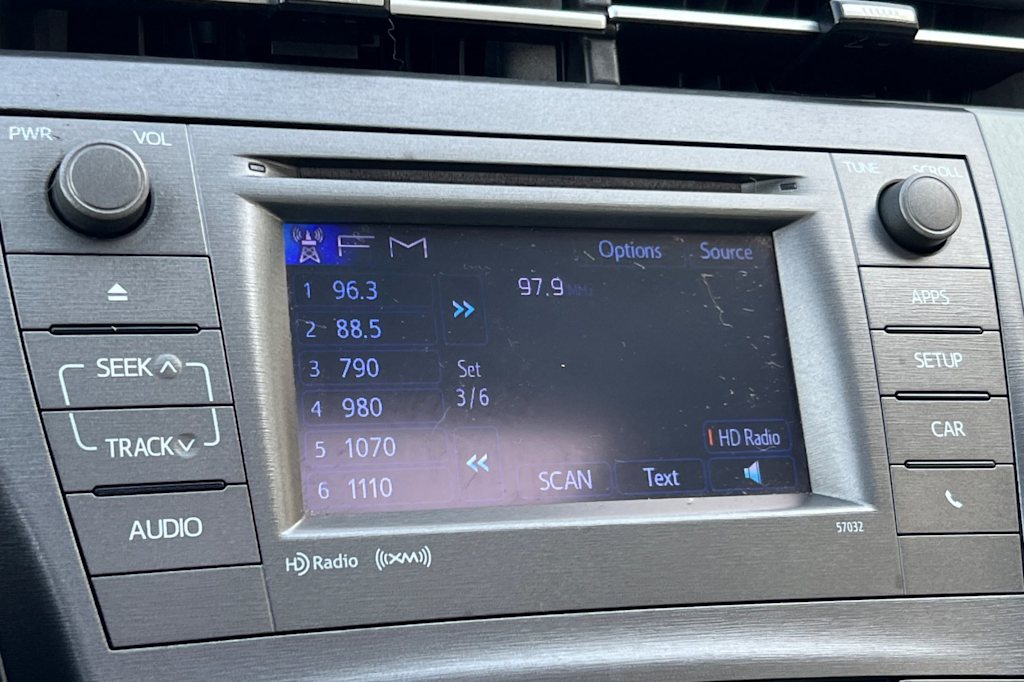 PWR VOL
TUNE SCROLL
FM
Options Source
1 96.3
97.9
2 88.5
3 790
Set
3/6
4 980
5 1070
6 1110
HD Radio
SCAN Text
SEEK
TRACK
AUDIO
APPS
SETUP
CAR
57032
HD Radio ((XM))